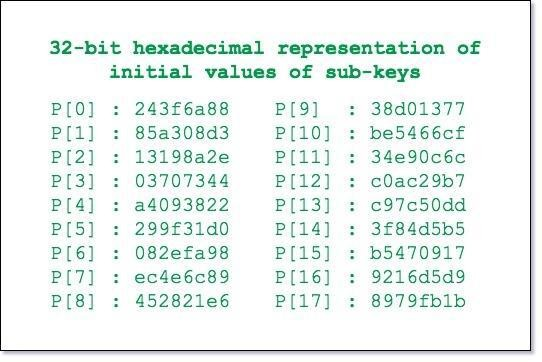 32-bit hexadecimal representation of
initial values of sub-keys
P[0] : 243f6a88 P[9] : 38d01377
P[1] : 85a308d3 P[10] : be5466cf
P[2] : 13198a2e P[11] : 34e90c6c
P[3] : 03707344 P[12] : c0ac29b7
P[4] : a4093822 P[13] : c97c50dd
P[5] : 299f31d0 P[14] : 3f84d5b5
P[6] : 082efa98 P[15] : b5470917
P[7] : ec4e6c89 P[16] : 9216d5d9
P[8] : 452821e6 P[17] : 8979fb1b